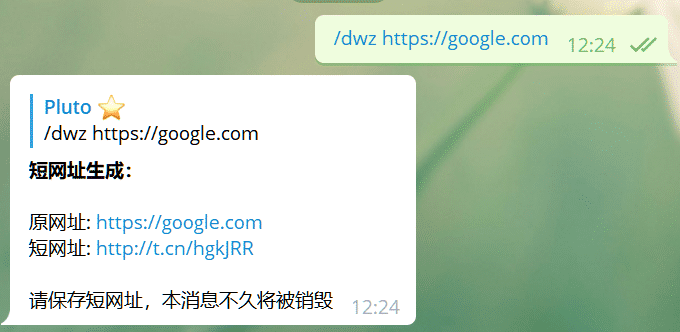 /dwz https://google.com 12:24
Pluto ⭐
/dwz https://google.com
短网址生成：
原网址: https://google.com
短网址: http://t.cn/hgkJRR
请保存短网址，本消息不久将被销毁 12:24